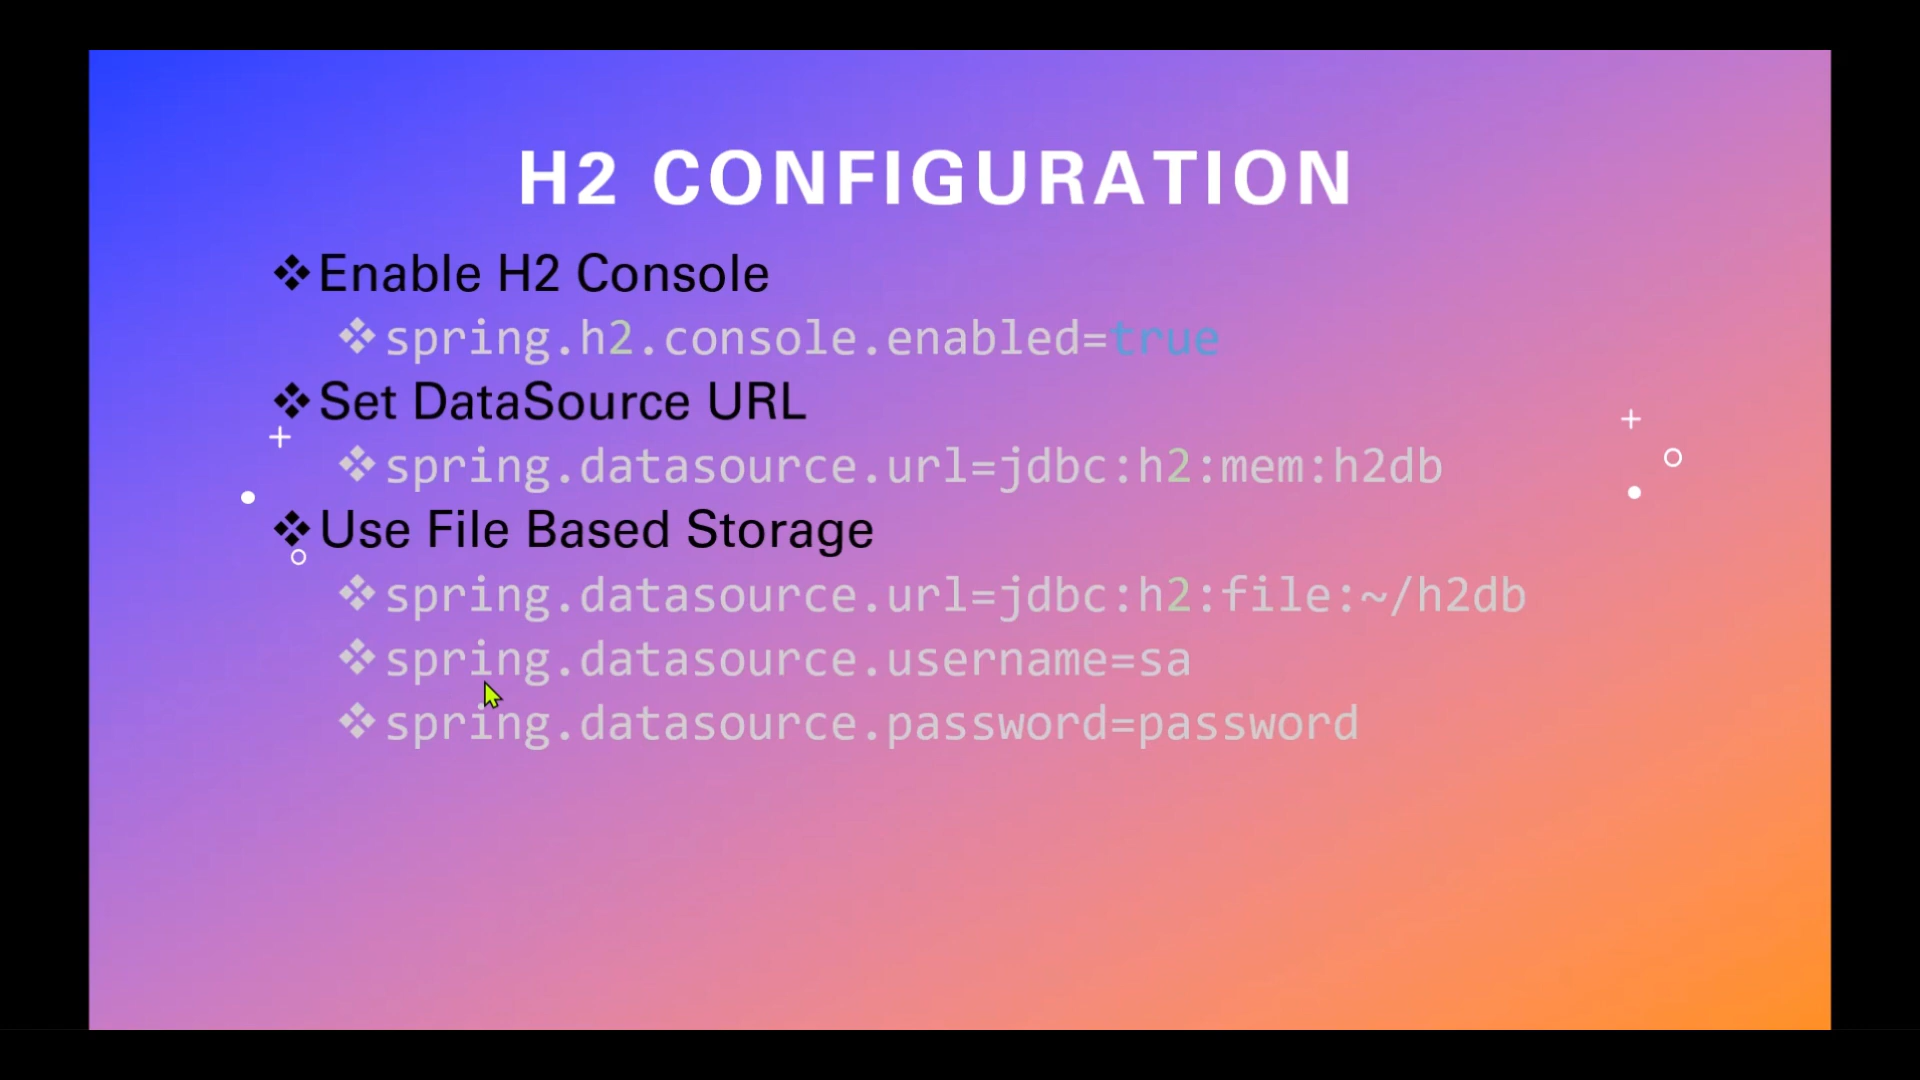 H2 CONFIGURATION
❖Enable H2 Console
❖spring.h2.console.enabled=true
❖Set DataSource URL
❖spring.datasource.url=jdbc:h2:mem:h2db
❖Use File Based Storage
❖spring.datasource.url=jdbc:h2:file:~/h2db
❖spring.datasource.username=sa
❖spring.datasource.password=password